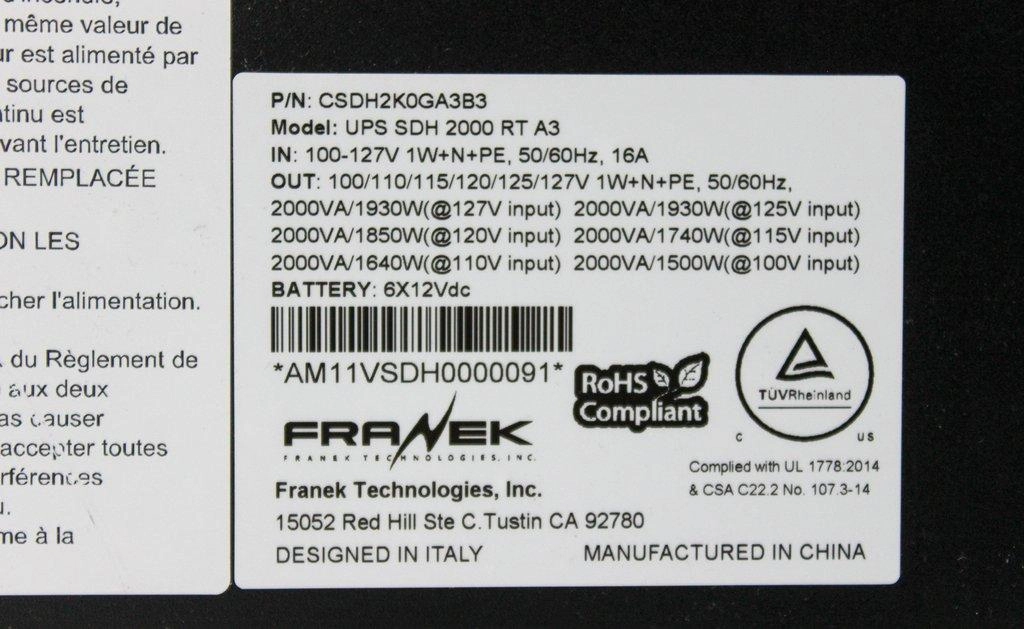 même valeur de
ur est alimenté par
sources de
tinu est
vant l'entretien.
REMPLACÉE
ON LES
cher l'alimentation.
du Règlement de
aux deux
as causer
accepter toutes
rférences
me à la
P/N: CSDH2K0GA3B3
Model: UPS SDH 2000 RT A3
IN: 100-127V 1W+N+PE, 50/60Hz, 16A
OUT: 100/110/115/120/125/127V 1W+N+PE, 50/60Hz,
2000VA/1930W(@127V input) 2000VA/1930W(@125V input)
2000VA/1850W(@120V input) 2000VA/1740W(@115V input)
2000VA/1640W(@110V input) 2000VA/1500W(@100V input)
BATTERY: 6X12Vdc
*AM11VSDH0000091*
RoHS
Compliant
TÜVRheinland
C US
FRANEK
FRANEK TECHNOLOGIES, INC.
Complied with UL 1778:2014
& CSA C22.2 No. 107.3-14
Franek Technologies, Inc.
15052 Red Hill Ste C.Tustin CA 92780
DESIGNED IN ITALY MANUFACTURED IN CHINA